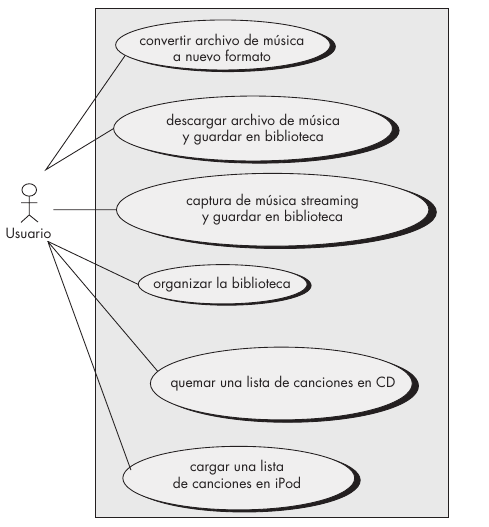 convertir archivo de música
a nuevo formato
descargar archivo de música
y guardar en biblioteca
captura de música streaming
y guardar en biblioteca
Usuario
organizar la biblioteca
quemar una lista de canciones en CD
cargar una lista
de canciones en iPod